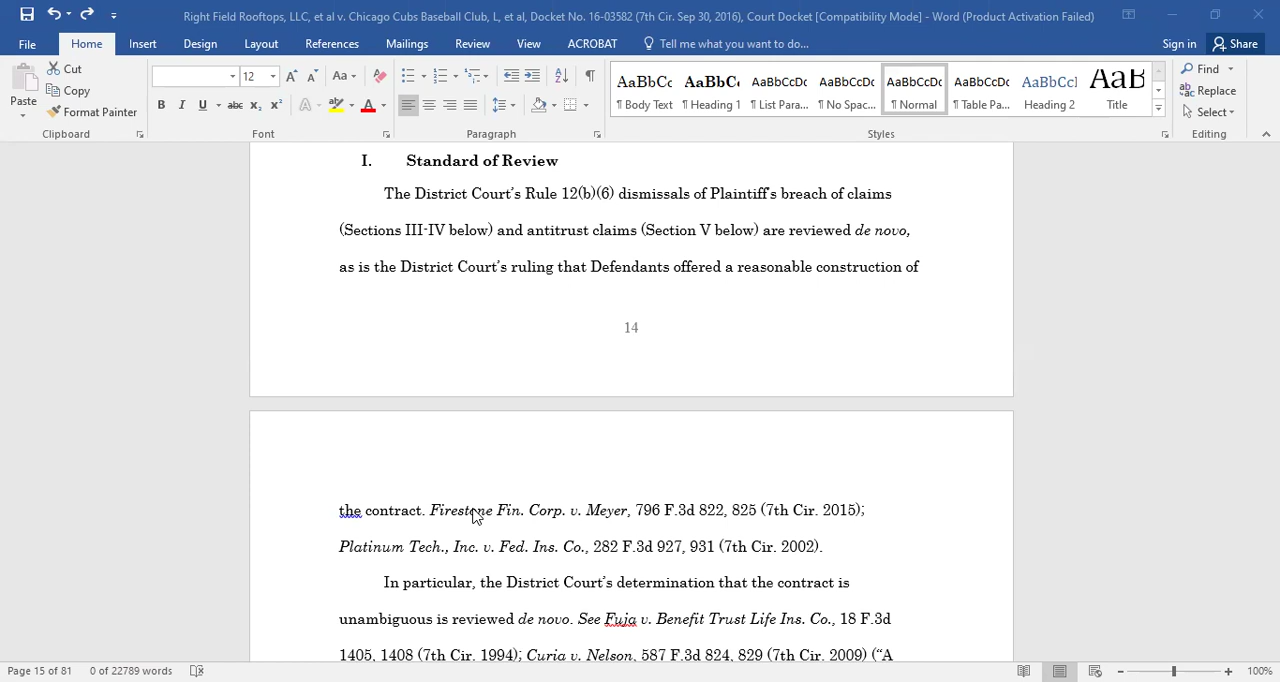 Right Field Rooftops, LLC, et al v. Chicago Cubs Baseball Club, L, et al, Docket No. 16-03582 (7th Cir. Sep 30, 2016), Court Docket [Compatibility Mode] - Word (Product Activation Failed)
File Home Insert Design Layout References Mailings Review View ACROBAT Tell me what you want to do... Sign in Share
Paste
Cut
Copy
Format Painter
Clipboard
12
Aa
B I U abc x₂ x² A ab A
Font
Paragraph
AaBbCc AaBbC( AaBbCcDc AaBbCcDc AaBbCcDc AaBbCcDc AaBbCcI AaB
¶ Body Text ¶ Heading 1 ¶ List Para... ¶ No Spac... ¶ Normal ¶ Table Pa... Heading 2 Title
Styles
Find
Replace
Select
Editing
I. Standard of Review
The District Court's Rule 12(b)(6) dismissals of Plaintiff's breach of claims
(Sections III-IV below) and antitrust claims (Section V below) are reviewed de novo,
as is the District Court's ruling that Defendants offered a reasonable construction of
14
the contract. Firestone Fin. Corp. v. Meyer, 796 F.3d 822, 825 (7th Cir. 2015);
Platinum Tech., Inc. v. Fed. Ins. Co., 282 F.3d 927, 931 (7th Cir. 2002).
In particular, the District Court's determination that the contract is
unambiguous is reviewed de novo. See Fuja v. Benefit Trust Life Ins. Co., 18 F.3d
1405, 1408 (7th Cir. 1994); Curia v. Nelson, 587 F.3d 824, 829 (7th Cir. 2009) ("A
Page 15 of 81 0 of 22789 words 100%